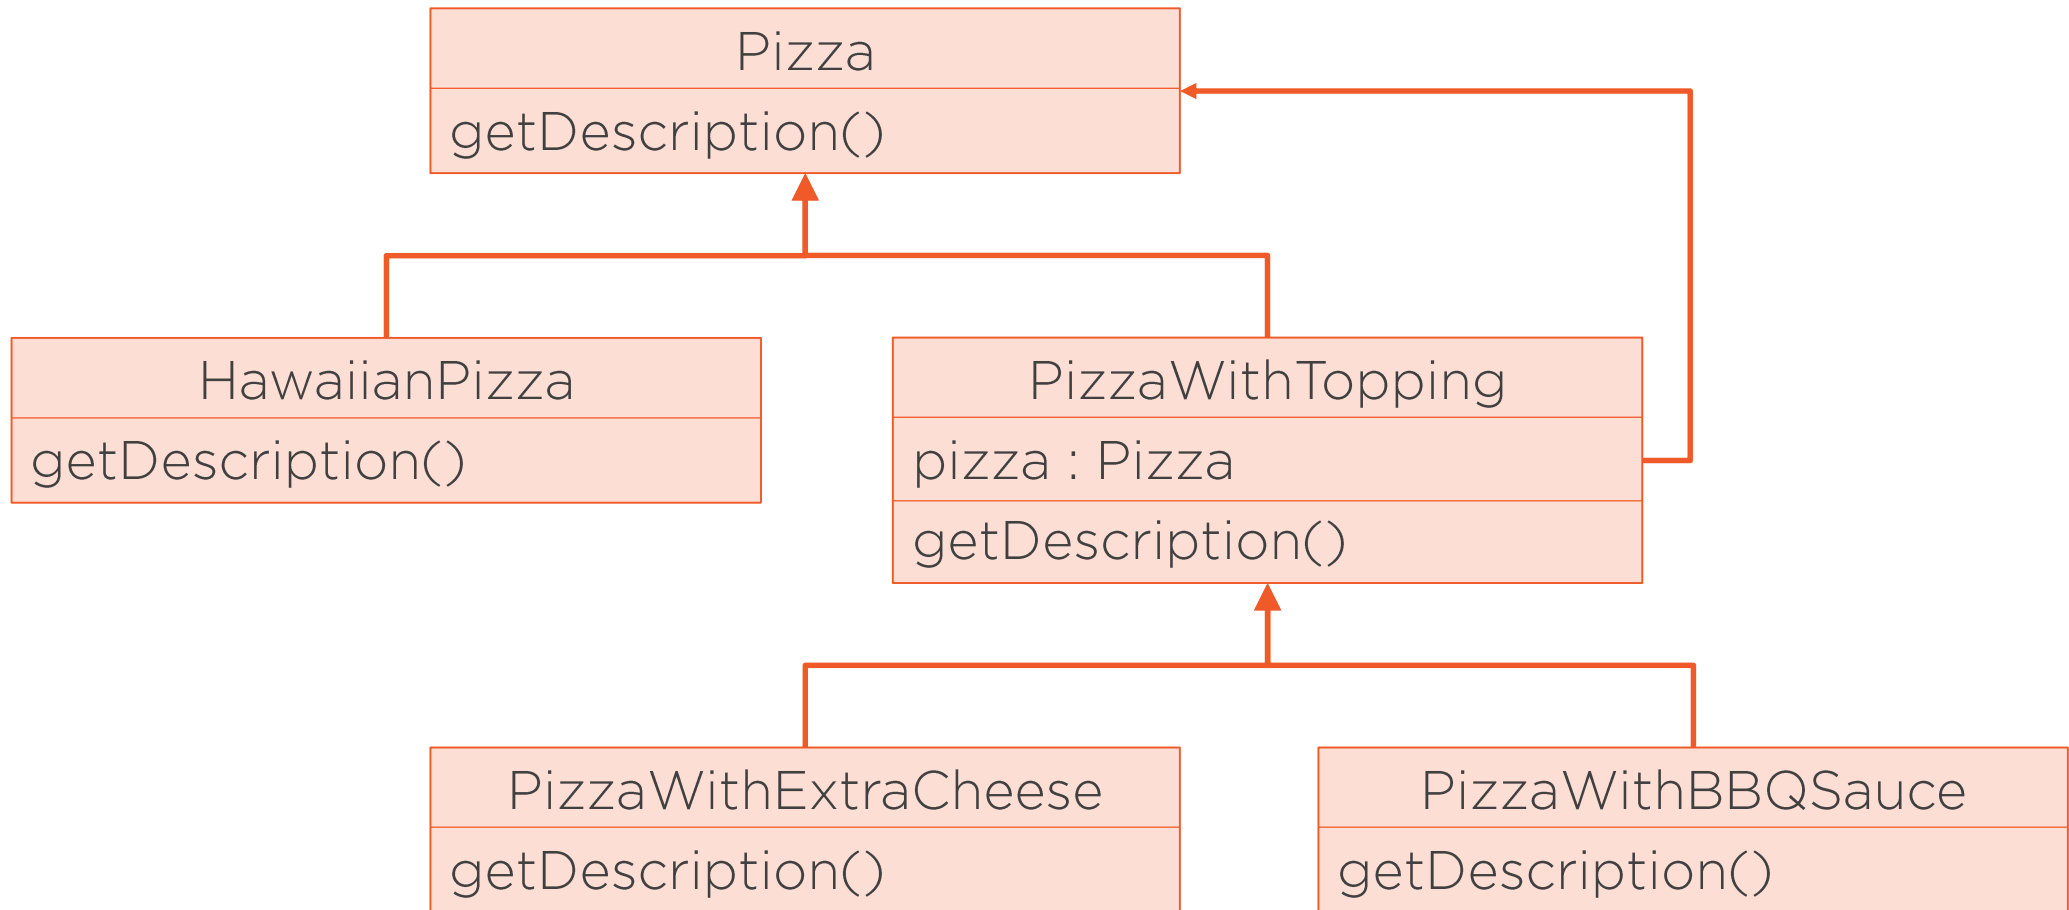 Pizza
getDescription()
HawaiianPizza
getDescription()
PizzaWithTopping
pizza : Pizza
getDescription()
PizzaWithExtraCheese
getDescription()
PizzaWithBBQSauce
getDescription()